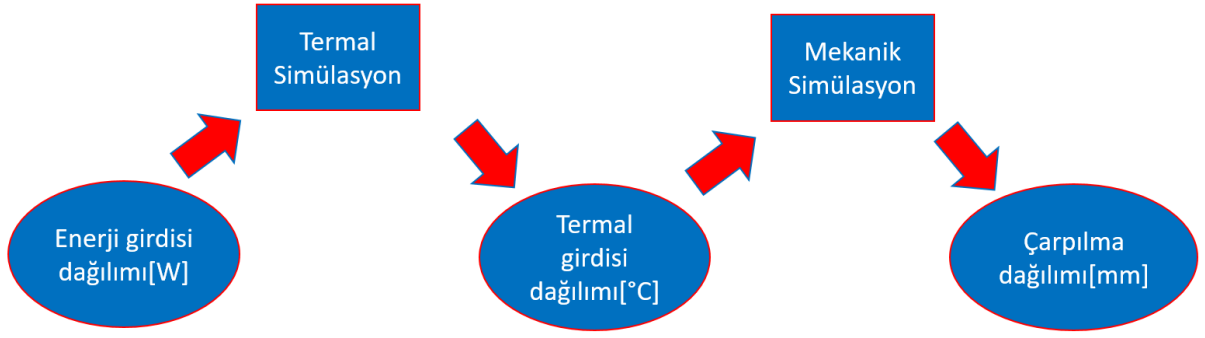 Termal
Simülasyon
Mekanik
Simülasyon
Enerji girdisi
dağılımı[W]
Termal
girdisi
dağılımı[°C]
Çarpılma
dağılımı[mm]